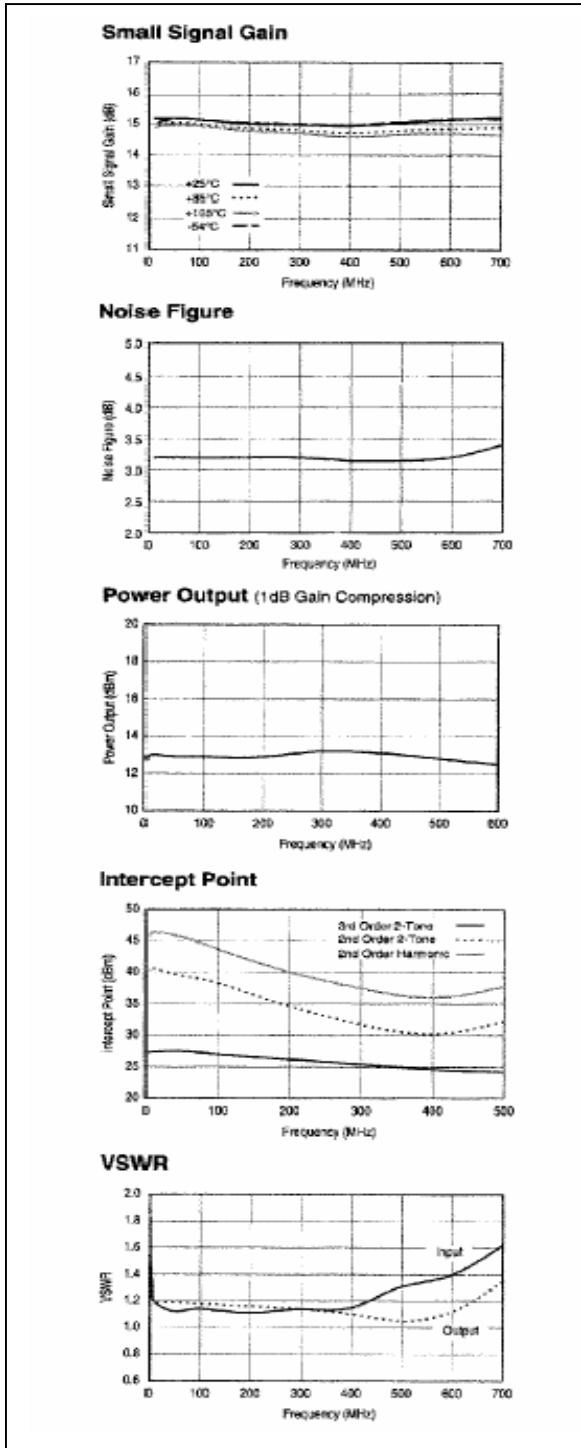 Small Signal Gain
17
16
15
14
13
12
11
Small Signal Gain (dB)
+25°C
+85°C
-54°C
0 100 200 300 400 500 600 700
Frequency (MHz)
Noise Figure
5.0
4.5
4.0
3.5
3.0
2.5
2.0
Noise Figure (dB)
0 100 200 300 400 500 600 700
Frequency (MHz)
Power Output (1dB Gain Compression)
20
18
16
14
12
10
Power Output (dBm)
0 100 200 300 400 500 600
Frequency (MHz)
Intercept Point
50
45
40
35
30
25
20
Intercept Point (dBm)
3rd Order 2-Tone
2nd Order 2-Tone
2nd Order Harmonic
0 100 200 300 400 500
Frequency (MHz)
VSWR
2.0
1.8
1.6
1.4
1.2
1.0
0.8
0.6
VSWR
Input
Output
0 100 200 300 400 500 600 700
Frequency (MHz)